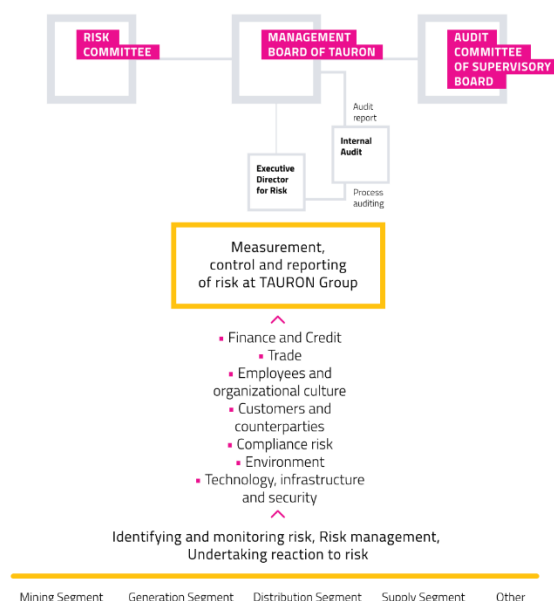 RISK
COMMITTEE
MANAGEMENT
BOARD OF TAURON
AUDIT
COMMITTEE
OF SUPERVISORY
BOARD
Audit
report
Internal
Audit
Executive
Director
for Risk
Process
auditing
Measurement,
control and reporting
of risk at TAURON Group
▪ Finance and Credit
▪ Trade
▪ Employees and
organizational culture
▪ Customers and
counterparties
▪ Compliance risk
▪ Environment
▪ Technology, infrastructure
and security
Identifying and monitoring risk, Risk management,
Undertaking reaction to risk
Mining Segment Generation Segment Distribution Segment Supply Segment Other